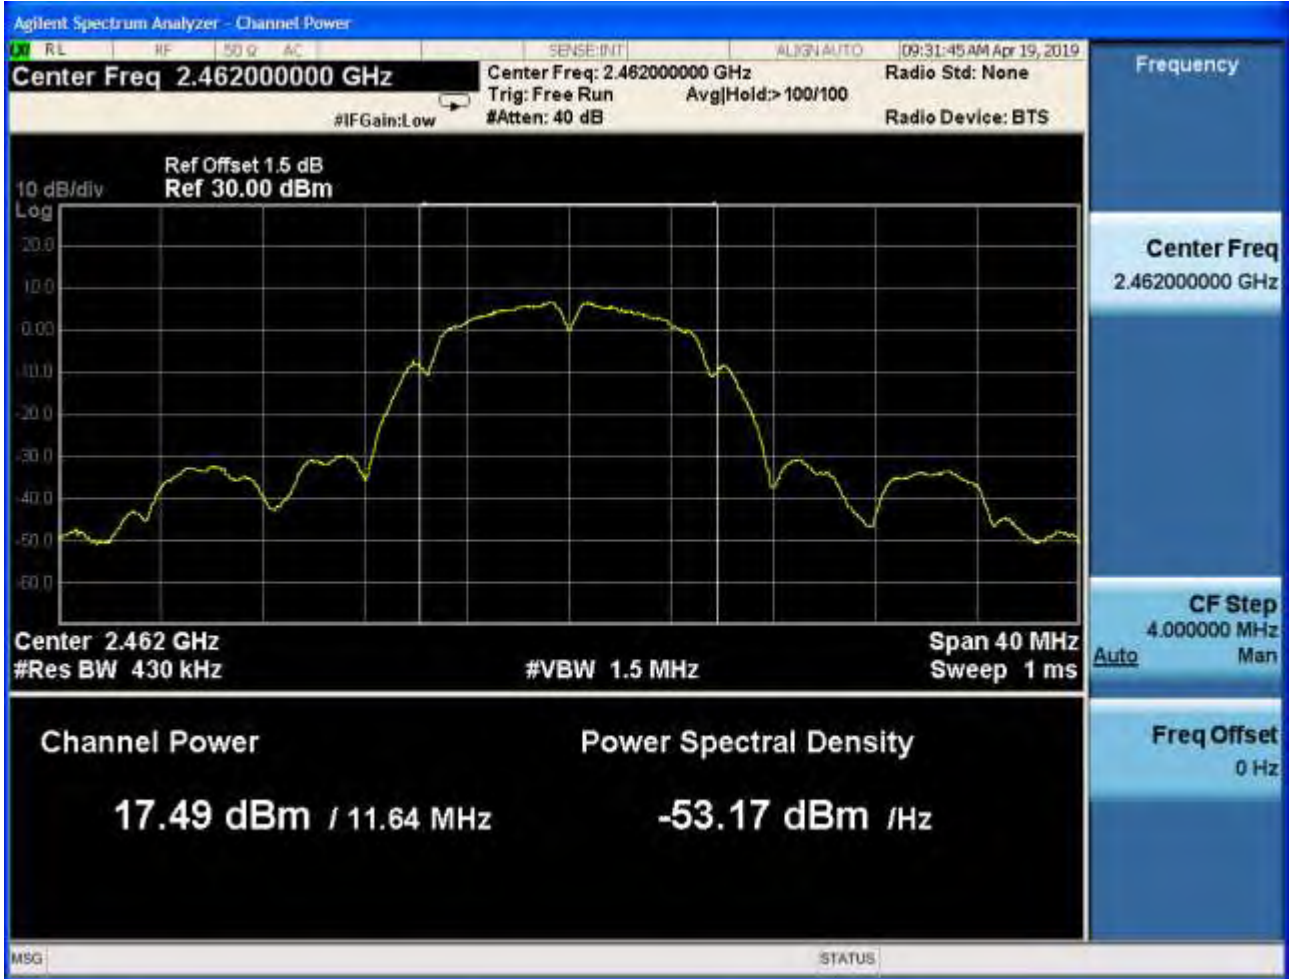 Agilent Spectrum Analyzer - Channel Power
LXI RL RF 50 Ω AC SENSE:INT ALIGN AUTO 09:31:45 AM Apr 19, 2019
Center Freq 2.462000000 GHz
#IFGain:Low
Center Freq: 2.462000000 GHz
Trig: Free Run Avg|Hold:> 100/100
#Atten: 40 dB
Radio Std: None
Radio Device: BTS
Frequency
Ref Offset 1.5 dB
10 dB/div Ref 30.00 dBm
Log
20.0
10.0
0.00
-10.0
-20.0
-30.0
-40.0
-50.0
-60.0
Center 2.462 GHz Span 40 MHz
#Res BW 430 kHz #VBW 1.5 MHz Sweep 1 ms
Channel Power
17.49 dBm / 11.64 MHz
Power Spectral Density
-53.17 dBm /Hz
Center Freq
2.462000000 GHz
CF Step
4.000000 MHz
Auto Man
Freq Offset
0 Hz
MSG STATUS